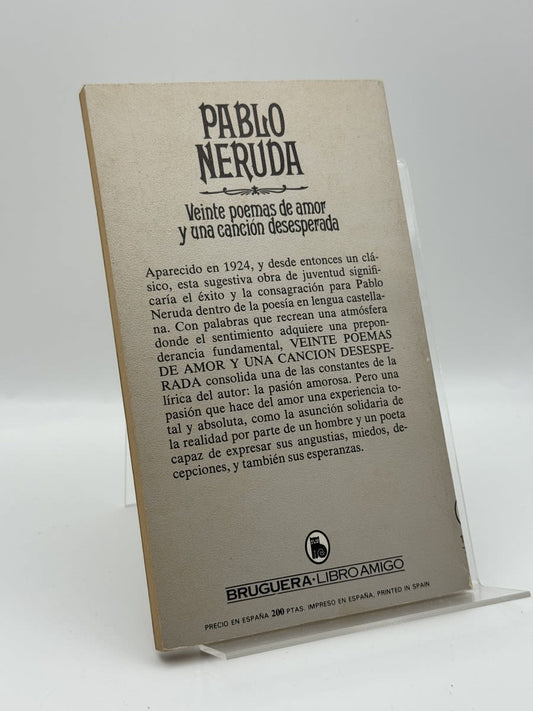 PABLO
NERUDA
Veinte poemas de amor
y una canción desesperada
Aparecido en 1924, y desde entonces un clá-
sico, esta sugestiva obra de juventud signifi-
caría el éxito y la consagración para Pablo
Neruda dentro de la poesía en lengua castella-
na. Con palabras que recrean una atmósfera
donde el sentimiento adquiere una prepon-
derancia fundamental, VEINTE POEMAS
DE AMOR Y UNA CANCION DESESPE-
RADA consolida una de las constantes de la
lírica del autor: la pasión amorosa. Pero una
pasión que hace del amor una experiencia to-
tal y absoluta, como la asunción solidaria de
la realidad por parte de un hombre y un poeta
capaz de expresar sus angustias, miedos, de-
cepciones, y también sus esperanzas.
BRUGUERA·LIBRO AMIGO
PRECIO EN ESPAÑA 200 PTAS. IMPRESO EN ESPAÑA, PRINTED IN SPAIN